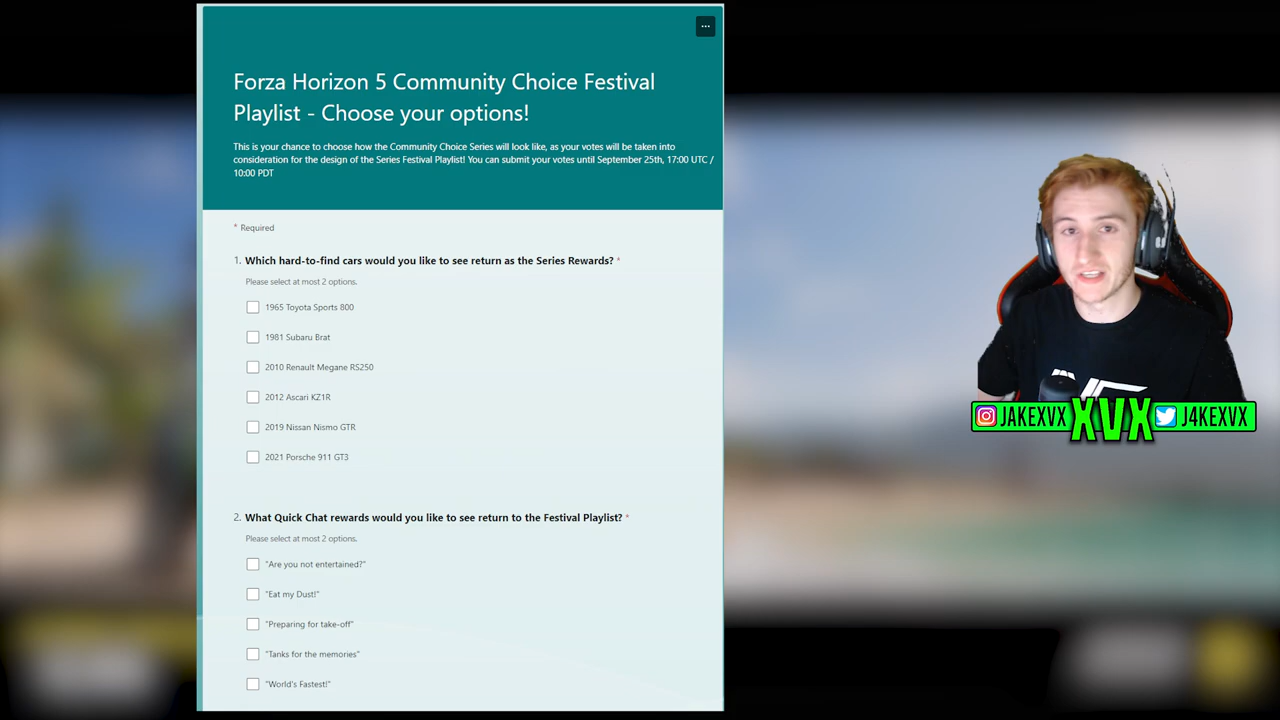 Forza Horizon 5 Community Choice Festival
Playlist - Choose your options!
This is your chance to choose how the Community Choice Series will look like, as your votes will be taken into
consideration for the design of the Series Festival Playlist! You can submit your votes until September 25th, 17:00 UTC /
10:00 PDT
* Required
1. Which hard-to-find cars would you like to see return as the Series Rewards? *
Please select at most 2 options.
1965 Toyota Sports 800
1981 Subaru Brat
2010 Renault Megane RS250
2012 Ascari KZ1R
2019 Nissan Nismo GTR
2021 Porsche 911 GT3
2. What Quick Chat rewards would you like to see return to the Festival Playlist? *
Please select at most 2 options.
"Are you not entertained?"
"Eat my Dust!"
"Preparing for take-off"
"Tanks for the memories"
"World's Fastest!"
JAKEXVX XVX J4KEXVX